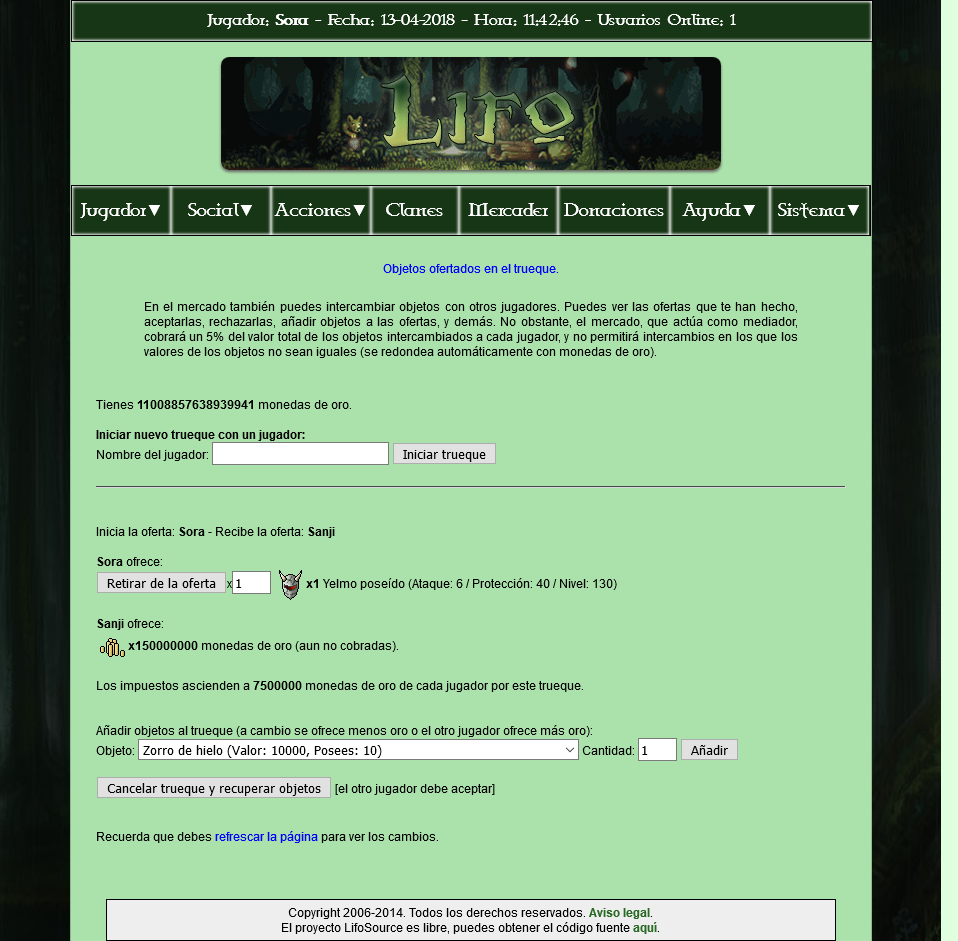 Jugador: Sora - Fecha: 13-04-2018 - Hora: 11:42:46 - Usuarios Online: 1
Lifo
Jugador▼ Social▼ Acciones▼ Clanes Mercader Donaciones Ayuda▼ Sistema▼
Objetos ofertados en el trueque.
En el mercado también puedes intercambiar objetos con otros jugadores. Puedes ver las ofertas que te han hecho,
aceptarlas, rechazarlas, añadir objetos a las ofertas, y demás. No obstante, el mercado, que actúa como mediador,
cobrará un 5% del valor total de los objetos intercambiados a cada jugador, y no permitirá intercambios en los que los
valores de los objetos no sean iguales (se redondea automáticamente con monedas de oro).
Tienes 11008857638939941 monedas de oro.
Iniciar nuevo trueque con un jugador:
Nombre del jugador: Iniciar trueque
Inicia la oferta: Sora - Recibe la oferta: Sanji
Sora ofrece:
Retirar de la oferta x 1 x1 Yelmo poseído (Ataque: 6 / Protección: 40 / Nivel: 130)
Sanji ofrece:
x150000000 monedas de oro (aun no cobradas).
Los impuestos ascienden a 7500000 monedas de oro de cada jugador por este trueque.
Añadir objetos al trueque (a cambio se ofrece menos oro o el otro jugador ofrece más oro):
Objeto: Zorro de hielo (Valor: 10000, Posees: 10) Cantidad: 1 Añadir
Cancelar trueque y recuperar objetos [el otro jugador debe aceptar]
Recuerda que debes refrescar la página para ver los cambios.
Copyright 2006-2014. Todos los derechos reservados. Aviso legal.
El proyecto LifoSource es libre, puedes obtener el código fuente aquí.